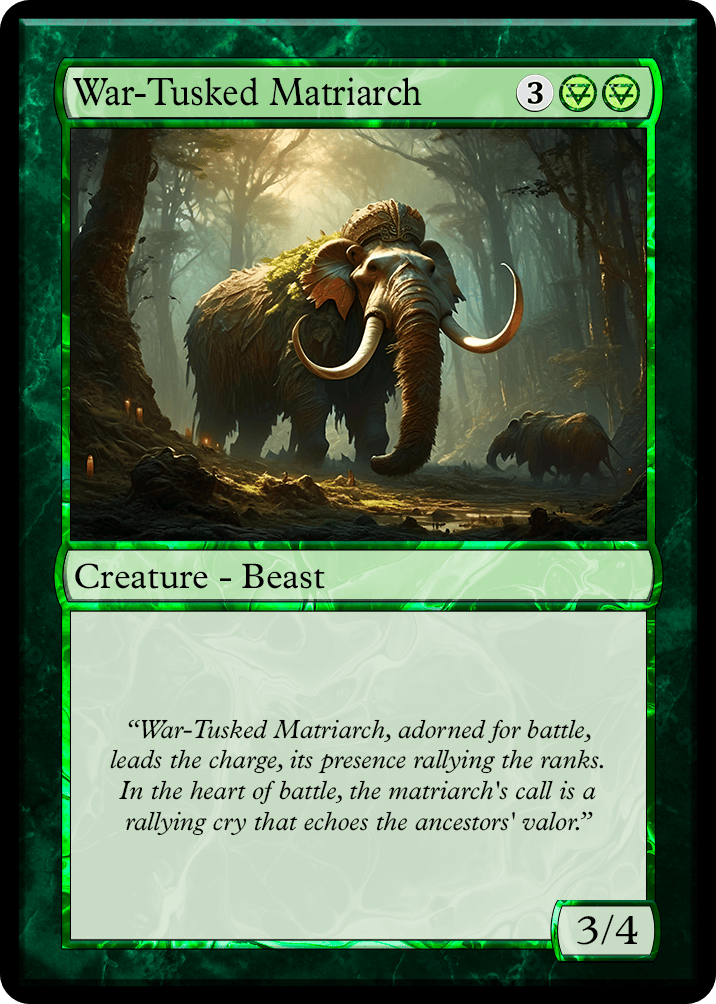 War-Tusked Matriarch 3
Creature - Beast
“War-Tusked Matriarch, adorned for battle,
leads the charge, its presence rallying the ranks.
In the heart of battle, the matriarch's call is a
rallying cry that echoes the ancestors' valor.”
3/4